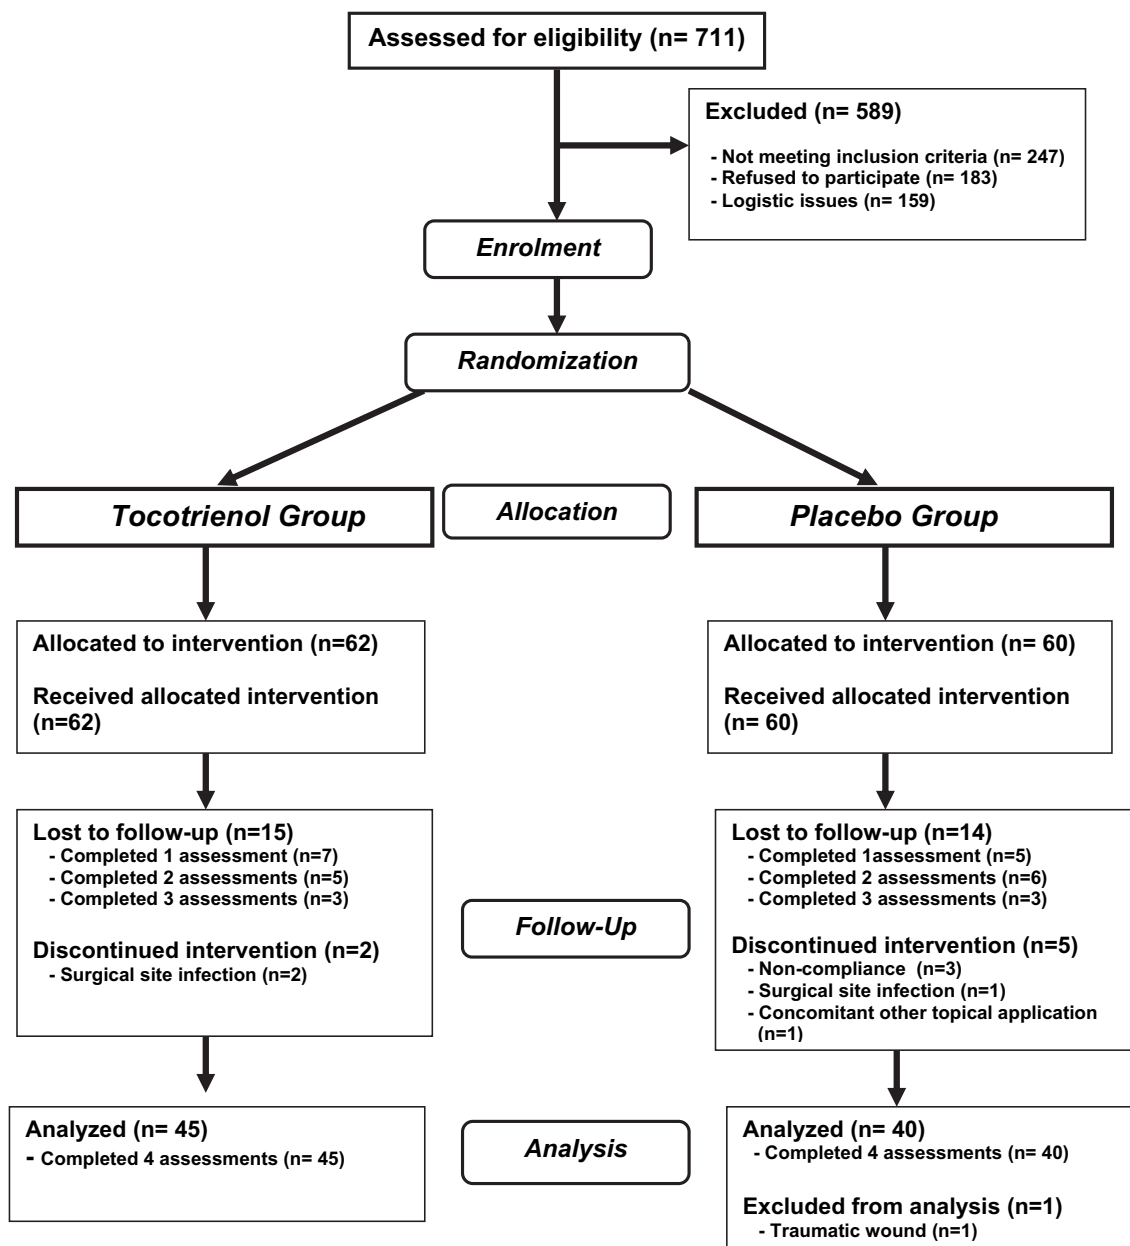 Assessed for eligibility (n= 711)
Excluded (n= 589)
- Not meeting inclusion criteria (n= 247)
- Refused to participate (n= 183)
- Logistic issues (n= 159)
Enrolment
Randomization
Tocotrienol Group
Allocation
Placebo Group
Allocated to intervention (n=62)
Received allocated intervention
(n=62)
Allocated to intervention (n= 60)
Received allocated intervention
(n= 60)
Lost to follow-up (n=15)
- Completed 1 assessment (n=7)
- Completed 2 assessments (n=5)
- Completed 3 assessments (n=3)
Discontinued intervention (n=2)
- Surgical site infection (n=2)
Follow-Up
Lost to follow-up (n=14)
- Completed 1assessment (n=5)
- Completed 2 assessments (n=6)
- Completed 3 assessments (n=3)
Discontinued intervention (n=5)
- Non-compliance (n=3)
- Surgical site infection (n=1)
- Concomitant other topical application
(n=1)
Analyzed (n= 45)
- Completed 4 assessments (n= 45)
Analysis
Analyzed (n= 40)
- Completed 4 assessments (n= 40)
Excluded from analysis (n=1)
- Traumatic wound (n=1)